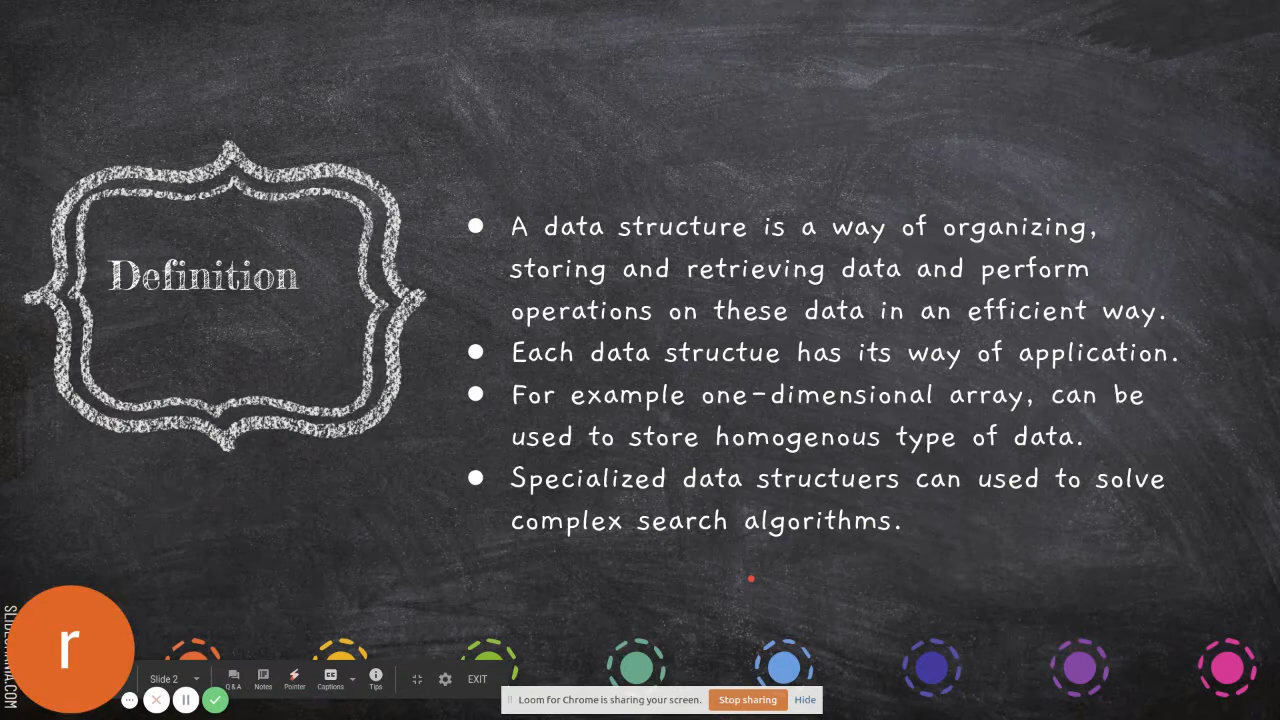 Definition
A data structure is a way of organizing,
storing and retrieving data and perform
operations on these data in an efficient way.
Each data structue has its way of application.
For example one-dimensional array, can be
used to store homogenous type of data.
Specialized data structuers can used to solve
complex search algorithms.
r
Slide 2
Q & A
Notes
Pointer
Captions
Tips
EXIT
Loom for Chrome is sharing your screen.
Stop sharing
Hide